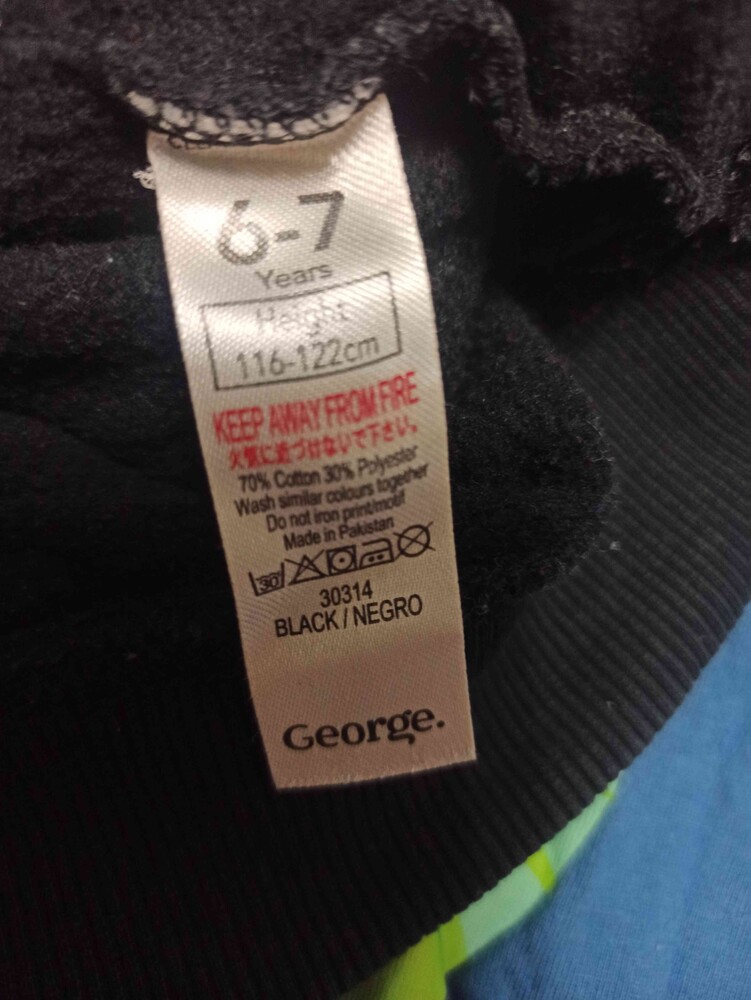 6-7
Years
Height
116-122cm
KEEP AWAY FROM FIRE
火気に近づけないで下さい。
70% Cotton 30% Polyester
Wash similar colours together
Do not iron print/motif
Made in Pakistan
30
30314
BLACK / NEGRO
George.